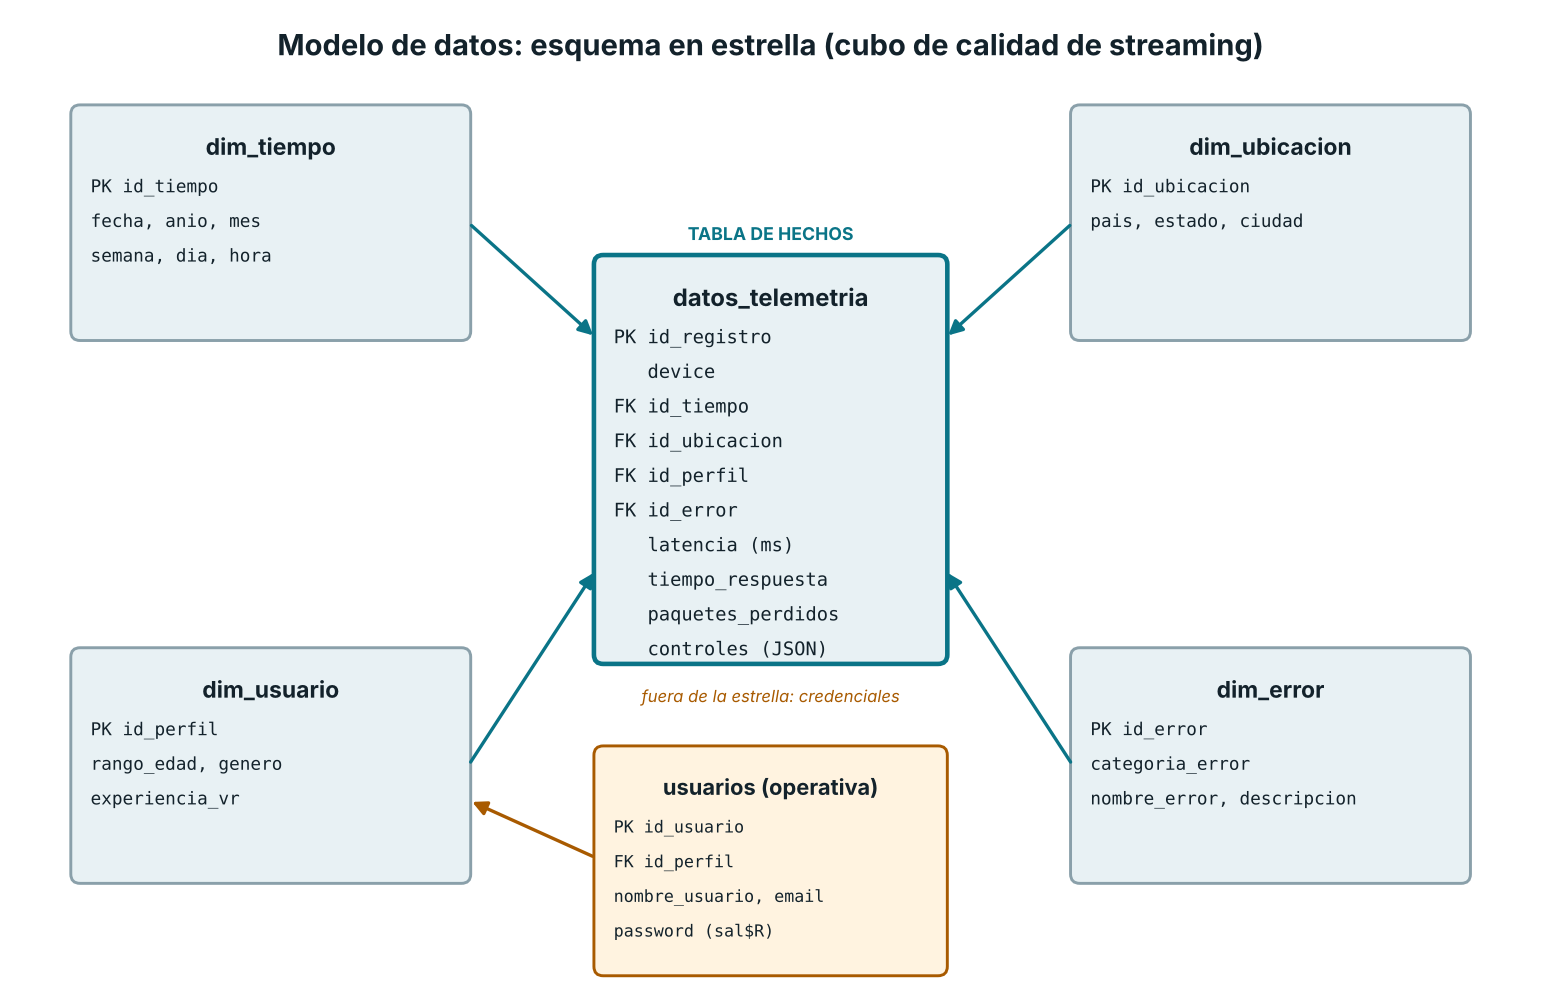 Modelo de datos: esquema en estrella (cubo de calidad de streaming)
dim_tiempo
PK id_tiempo
fecha, anio, mes
semana, dia, hora
dim_ubicacion
PK id_ubicacion
pais, estado, ciudad
TABLA DE HECHOS
datos_telemetria
PK id_registro
device
FK id_tiempo
FK id_ubicacion
FK id_perfil
FK id_error
latencia (ms)
tiempo_respuesta
paquetes_perdidos
controles (JSON)
dim_usuario
PK id_perfil
rango_edad, genero
experiencia_vr
fuera de la estrella: credenciales
usuarios (operativa)
PK id_usuario
FK id_perfil
nombre_usuario, email
password (sal$R)
dim_error
PK id_error
categoria_error
nombre_error, descripcion